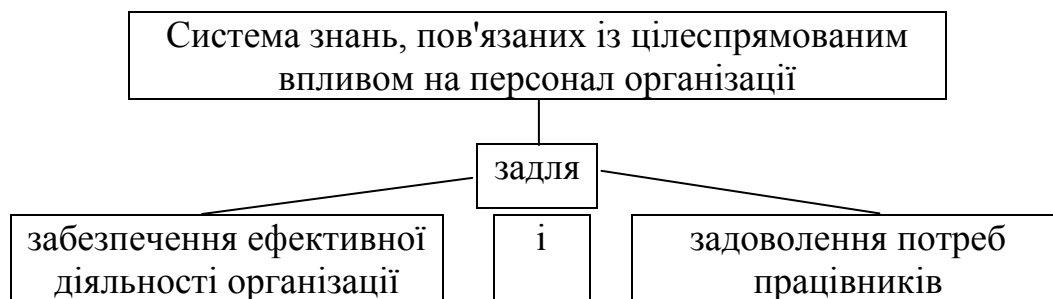 Система знань, пов'язаних із цілеспрямованим
впливом на персонал організації
задля
забезпечення ефективної
діяльності організації
і
задоволення потреб
працівників